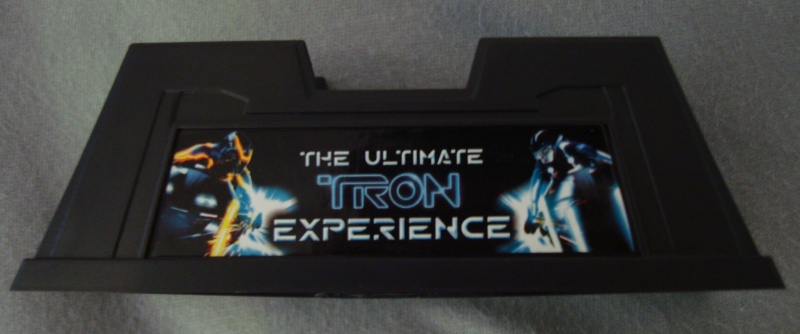 THE ULTIMATE
TRON
EXPERIENCE